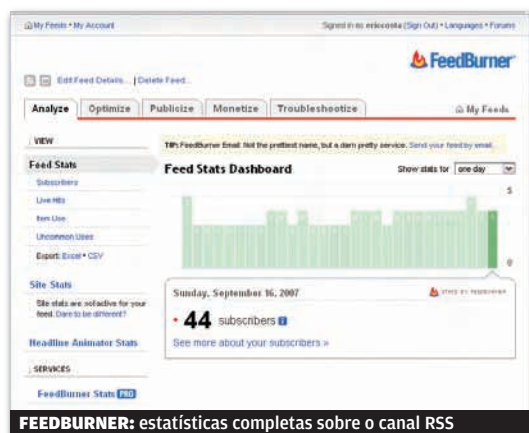 My Feeds • My Account
Signed in as ericcosta (Sign Out) • Languages • Forums
FeedBurner
Edit Feed Details... | Delete Feed...
Analyze Optimize Publicize Monetize Troubleshootize My Feeds
VIEW
TIP: FeedBurner Email: Not the prettiest name, but a darn pretty service. Send your feed by email.
Feed Stats
Feed Stats Dashboard
Show stats for one day
Subscribers
Live Hits
Item Use
Uncommon Uses
Export: Excel • CSV
5
0
Site Stats
Site stats are not active for your feed. Dare to be different?
Headline Animator Stats
SERVICES
FeedBurner Stats PRO
Sunday, September 16, 2007
STATS BY FEEDBURNER
• 44 subscribers
See more about your subscribers »
FEEDBURNER: estatísticas completas sobre o canal RSS